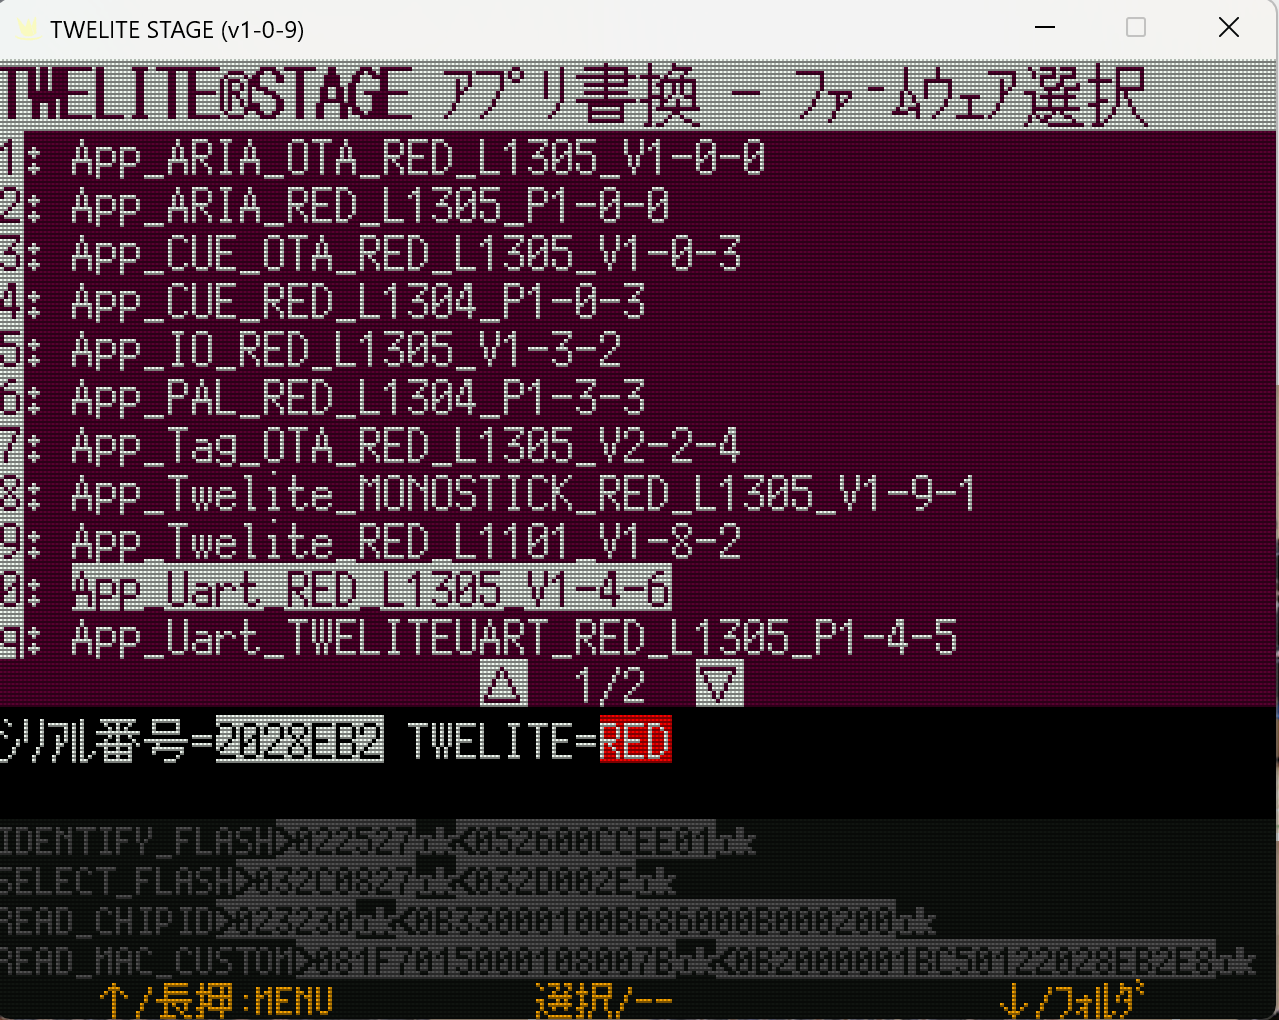 TWELITE STAGE (v1-0-9)
TWELITE®STAGE アプリ書換 - ファームウェア選択
1: App_ARIA_OTA_RED_L1305_V1-0-0
2: App_ARIA_RED_L1305_P1-0-0
3: App_CUE_OTA_RED_L1305_V1-0-3
4: App_CUE_RED_L1304_P1-0-3
5: App_IO_RED_L1305_V1-3-2
6: App_PAL_RED_L1304_P1-3-3
7: App_Tag_OTA_RED_L1305_V2-2-4
8: App_Twelite_MONOSTICK_RED_L1305_V1-9-1
9: App_Twelite_RED_L1101_V1-8-2
0: App_Uart_RED_L1305_V1-4-6
q: App_Uart_TWELITEUART_RED_L1305_P1-4-5
△ 1/2 ▽
シリアル番号=2028EB2 TWELITE=RED
IDENTIFY_FLASH>022527ok<052600CCEE01ok
SELECT_FLASH>032C0827ok<032D002Eok
READ_CHIPID>023230ok<0B33000100B686000B000200ok
READ_MAC_CUSTOM>081F7015000108007Bok<0B2000001BC50122028EB2E8ok
↑/長押:MENU 選択/-- ↓/フォルダ